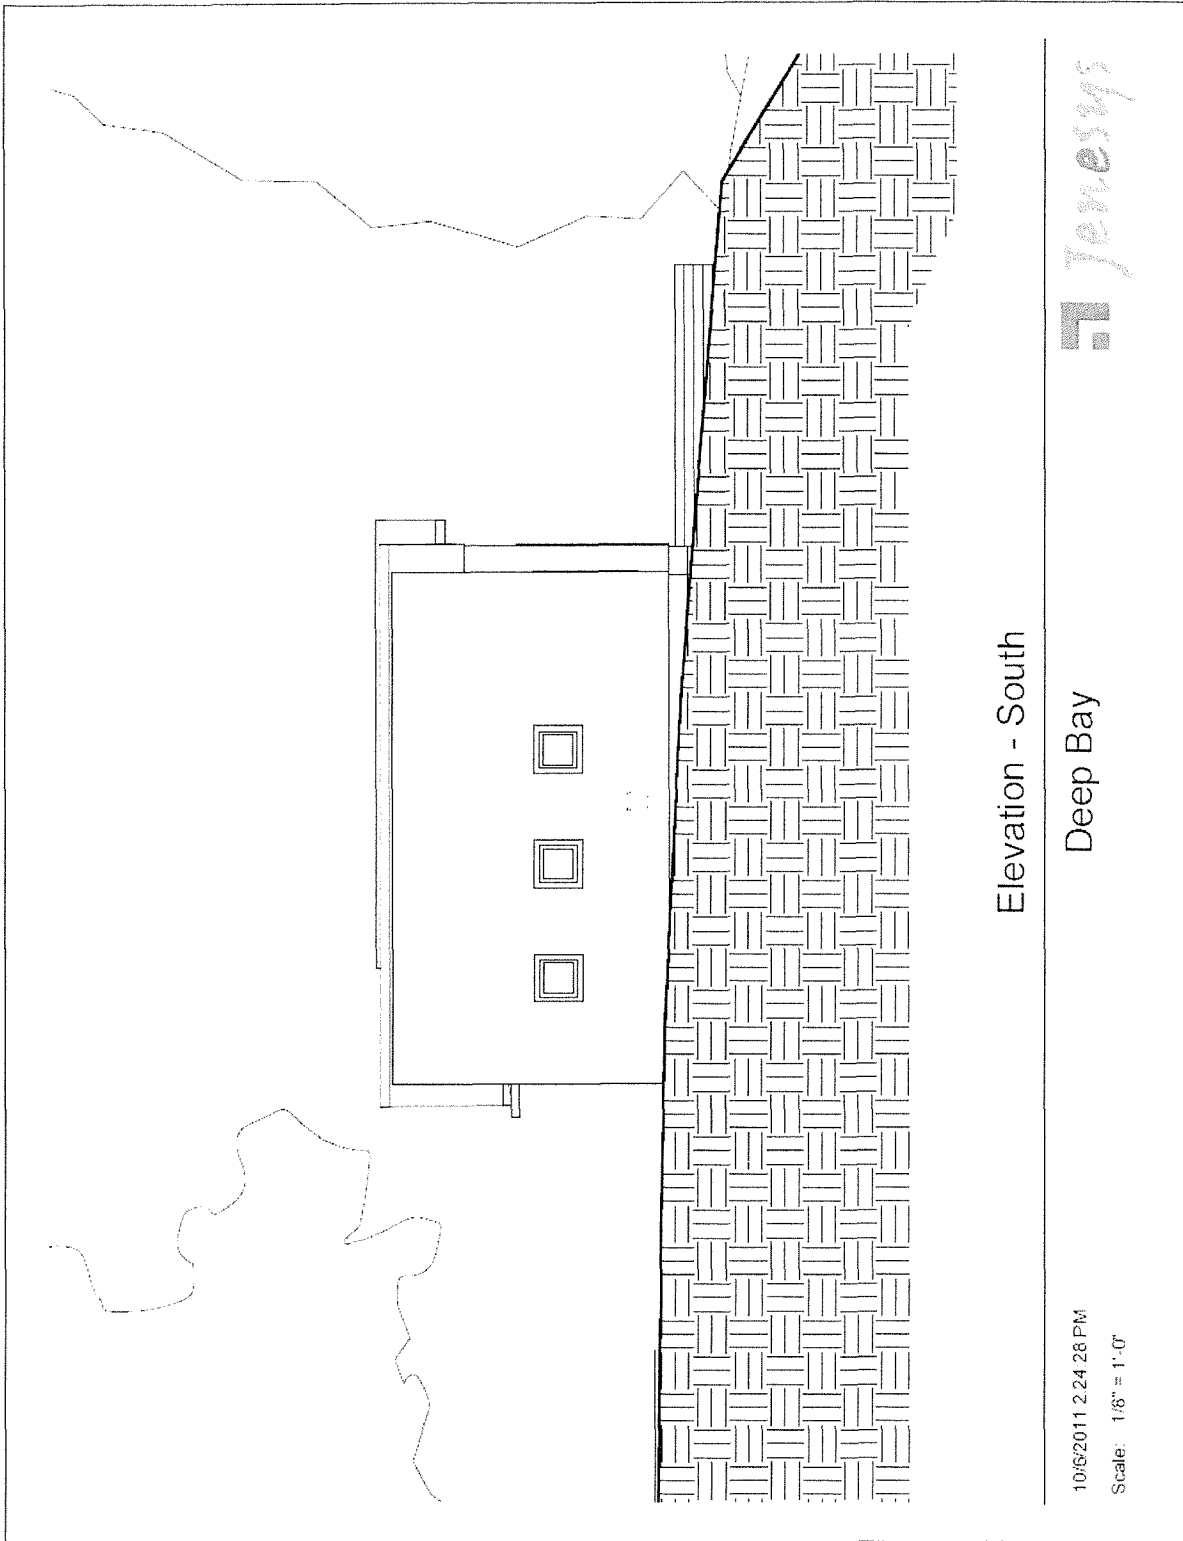 Elevation - South
Deep Bay
10/6/2011 2:24:28 PM
Scale: 1/8" = 1'-0"
Jenesys